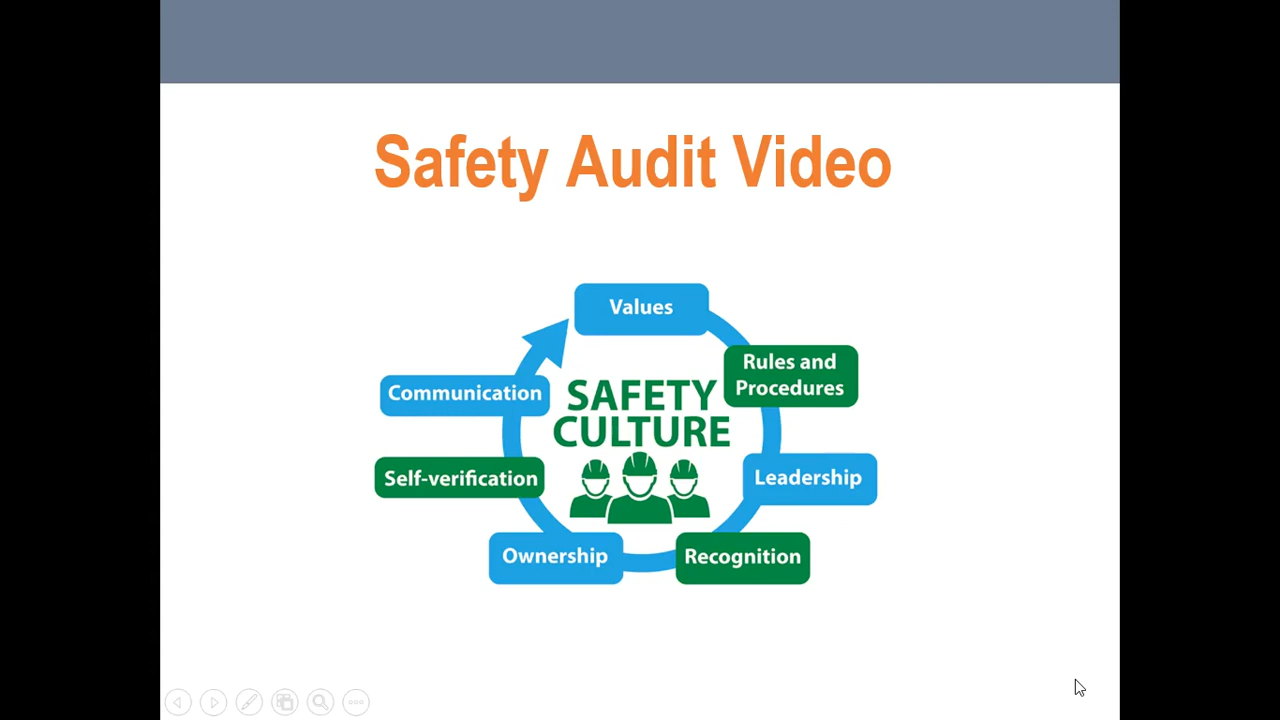 Safety Audit Video
Values
Rules and
Procedures
Leadership
Recognition
Ownership
Self-verification
Communication
SAFETY
CULTURE